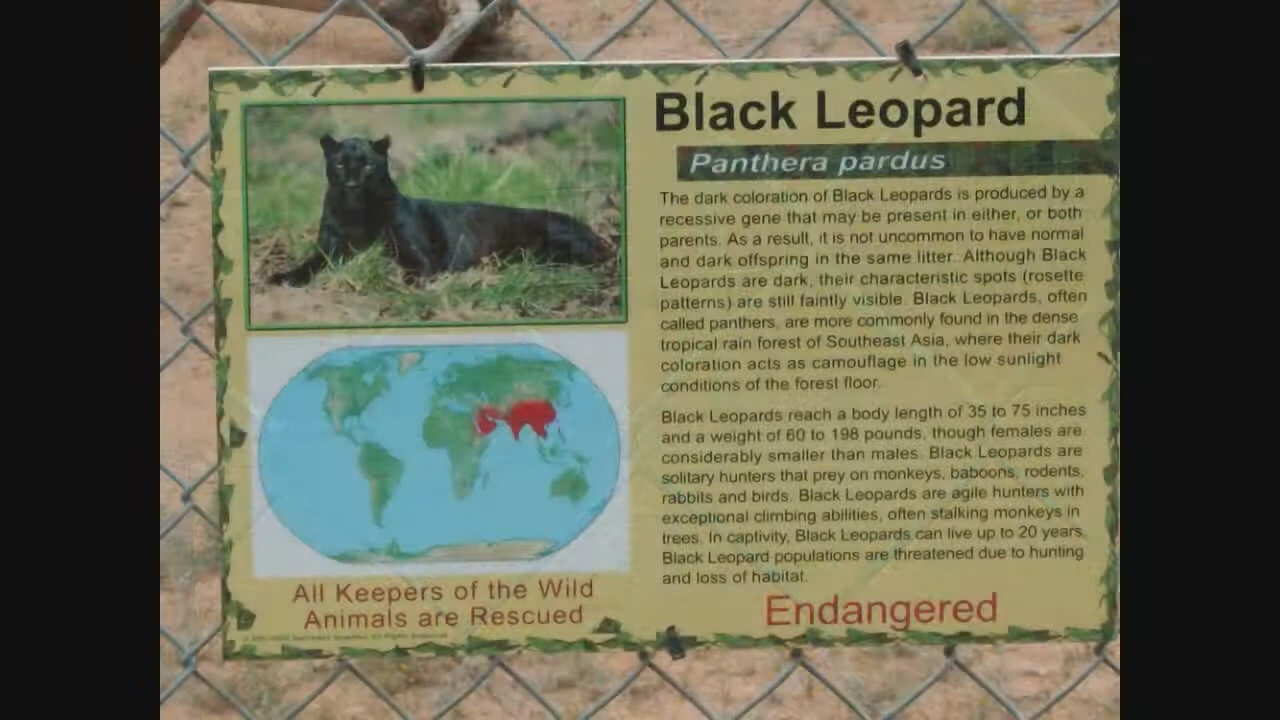 Black Leopard
Panthera pardus
The dark coloration of Black Leopards is produced by a
recessive gene that may be present in either, or both
parents. As a result, it is not uncommon to have normal
and dark offspring in the same litter. Although Black
Leopards are dark, their characteristic spots (rosette
patterns) are still faintly visible. Black Leopards, often
called panthers, are more commonly found in the dense
tropical rain forest of Southeast Asia, where their dark
coloration acts as camouflage in the low sunlight
conditions of the forest floor.
Black Leopards reach a body length of 35 to 75 inches
and a weight of 60 to 198 pounds, though females are
considerably smaller than males. Black Leopards are
solitary hunters that prey on monkeys, baboons, rodents,
rabbits and birds. Black Leopards are agile hunters with
exceptional climbing abilities, often stalking monkeys in
trees. In captivity, Black Leopards can live up to 20 years.
Black Leopard populations are threatened due to hunting
and loss of habitat.
Endangered
All Keepers of the Wild
Animals are Rescued
All Rights Reserved